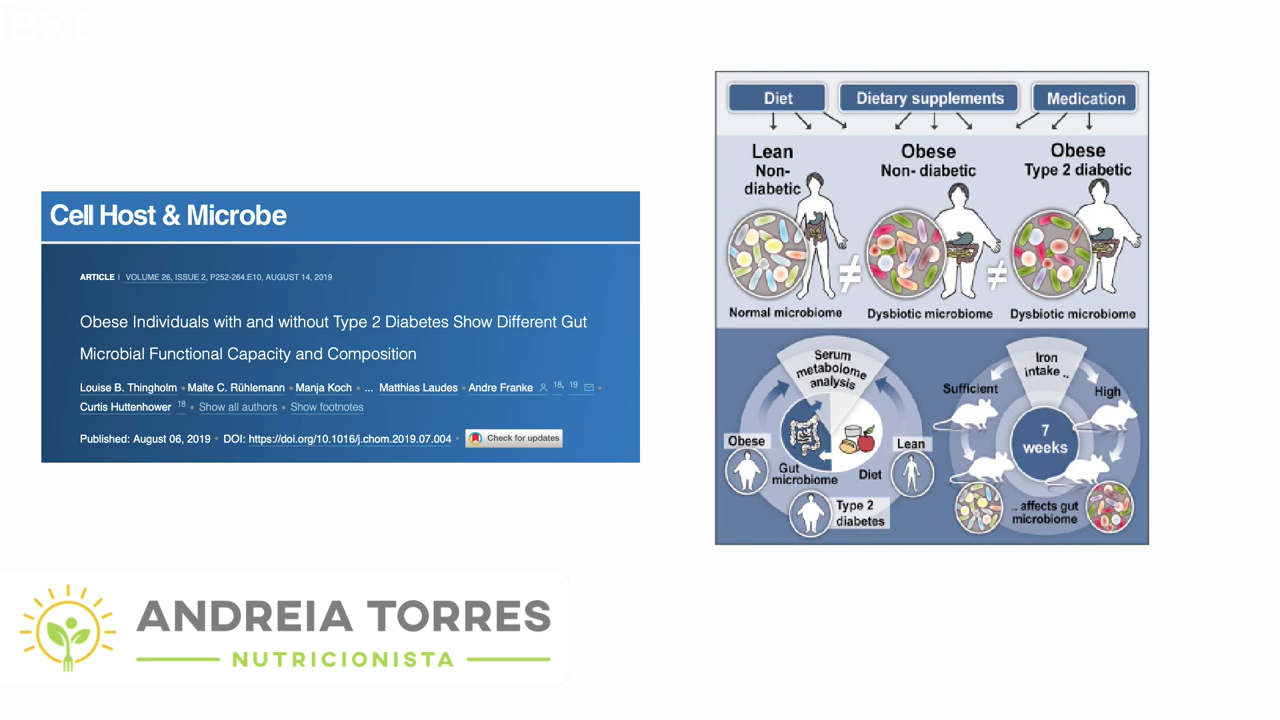 Text
Cell Host & Microbe
ARTICLE | VOLUME 26, ISSUE 2, P252-264.E10, AUGUST 14, 2019
Obese Individuals with and without Type 2 Diabetes Show Different Gut
Microbial Functional Capacity and Composition
Louise B. Thingholm • Malte C. Rühlemann • Manja Koch • ... Matthias Laudes • Andre Franke 18, 19 •
Curtis Huttenhower 18 • Show all authors • Show footnotes
Published: August 06, 2019 • DOI: https://doi.org/10.1016/j.chom.2019.07.004 • Check for updates
Diet
Dietary supplements
Medication
Lean
Non-
diabetic
Obese
Non- diabetic
Obese
Type 2 diabetic
≠
≠
Normal microbiome
Dysbiotic microbiome
Dysbiotic microbiome
Serum
metabolome
analysis
Obese
Lean
Gut
microbiome
Diet
Type 2
diabetes
Iron
intake ..
Sufficient
High
7
weeks
.. affects gut
microbiome
ANDREIA TORRES
NUTRICIONISTA